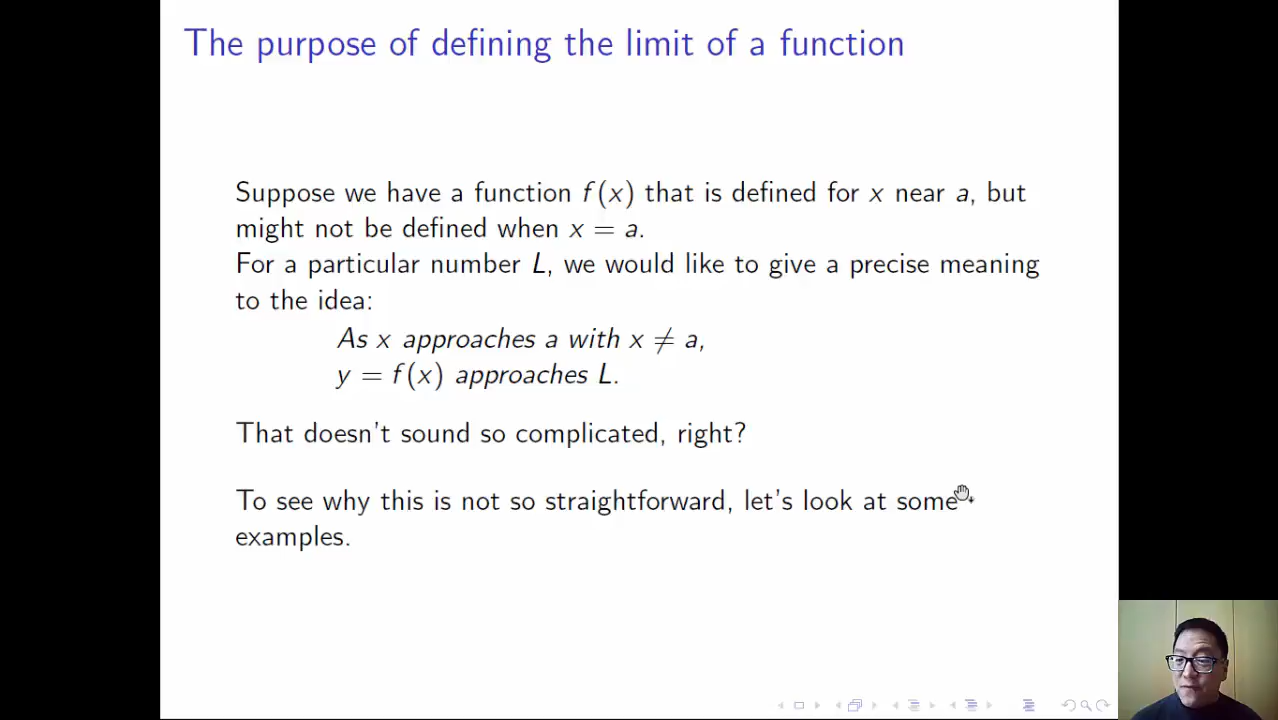 The purpose of defining the limit of a function
Suppose we have a function f(x) that is defined for x near a, but
might not be defined when x = a.
For a particular number L, we would like to give a precise meaning
to the idea:
As x approaches a with x ≠ a,
y = f(x) approaches L.
That doesn't sound so complicated, right?
To see why this is not so straightforward, let's look at some
examples.